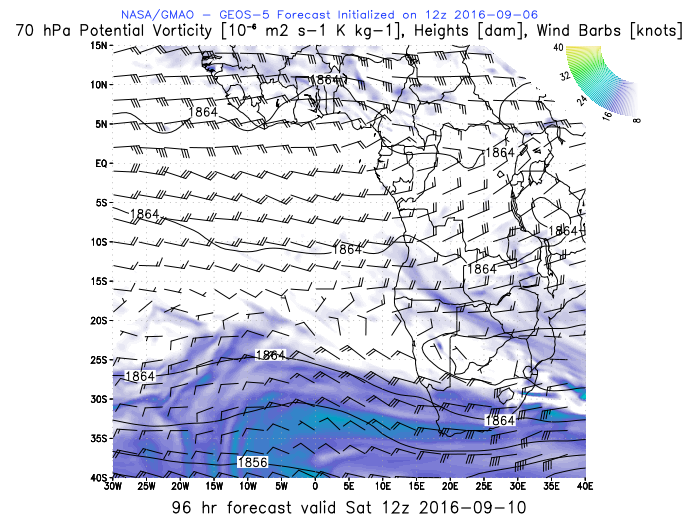 NASA/GMAO - GEOS-5 Forecast Initialized on 12z 2016-09-06
70 hPa Potential Vorticity [10⁻⁶ m2 s-1 K kg-1], Heights [dam], Wind Barbs [knots]
15N
10N
5N
EQ
5S
10S
15S
20S
25S
30S
35S
40S
40
32
24
16
8
1864
1864
1864
1864
1864
1864
1864
1864
1864
1864
1856
30W 25W 20W 15W 10W 5W 0 5E 10E 15E 20E 25E 30E 35E 40E
96 hr forecast valid Sat 12z 2016-09-10